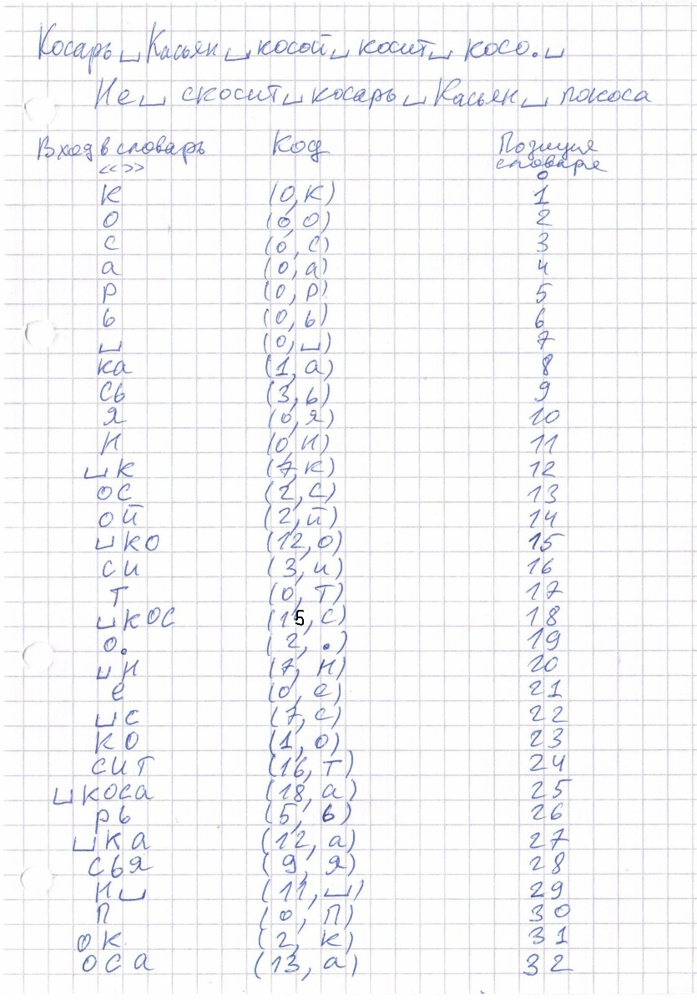 Косарь␣Касьян␣косой␣косит␣косо.␣
Не␣скосит␣косарь␣Касьян␣покоса
Вход в словарь Код Позиция
<<>> словаре
0
К (0,К) 1
О (0,О) 2
С (0,С) 3
а (0,а) 4
Р (0,Р) 5
Ь (0,Ь) 6
␣ (0,␣) 7
ка (1,а) 8
СЬ (3,Ь) 9
Я (0,Я) 10
Н (0,Н) 11
␣К (7,К) 12
ОС (2,С) 13
ОЙ (2,Й) 14
␣КО (12,О) 15
СИ (3,И) 16
Т (0,Т) 17
␣КОС (15,С) 18
О. (2, .) 19
␣Н (7,Н) 20
е (0,е) 21
␣С (7,С) 22
КО (1,О) 23
СИТ (16,Т) 24
␣коса (18,а) 25
РЬ (5,Ь) 26
␣Ка (12,а) 27
СЬЯ (9,Я) 28
Н␣ (11,␣) 29
П (0,П) 30
ОК (2,К) 31
ОСа (13,а) 32